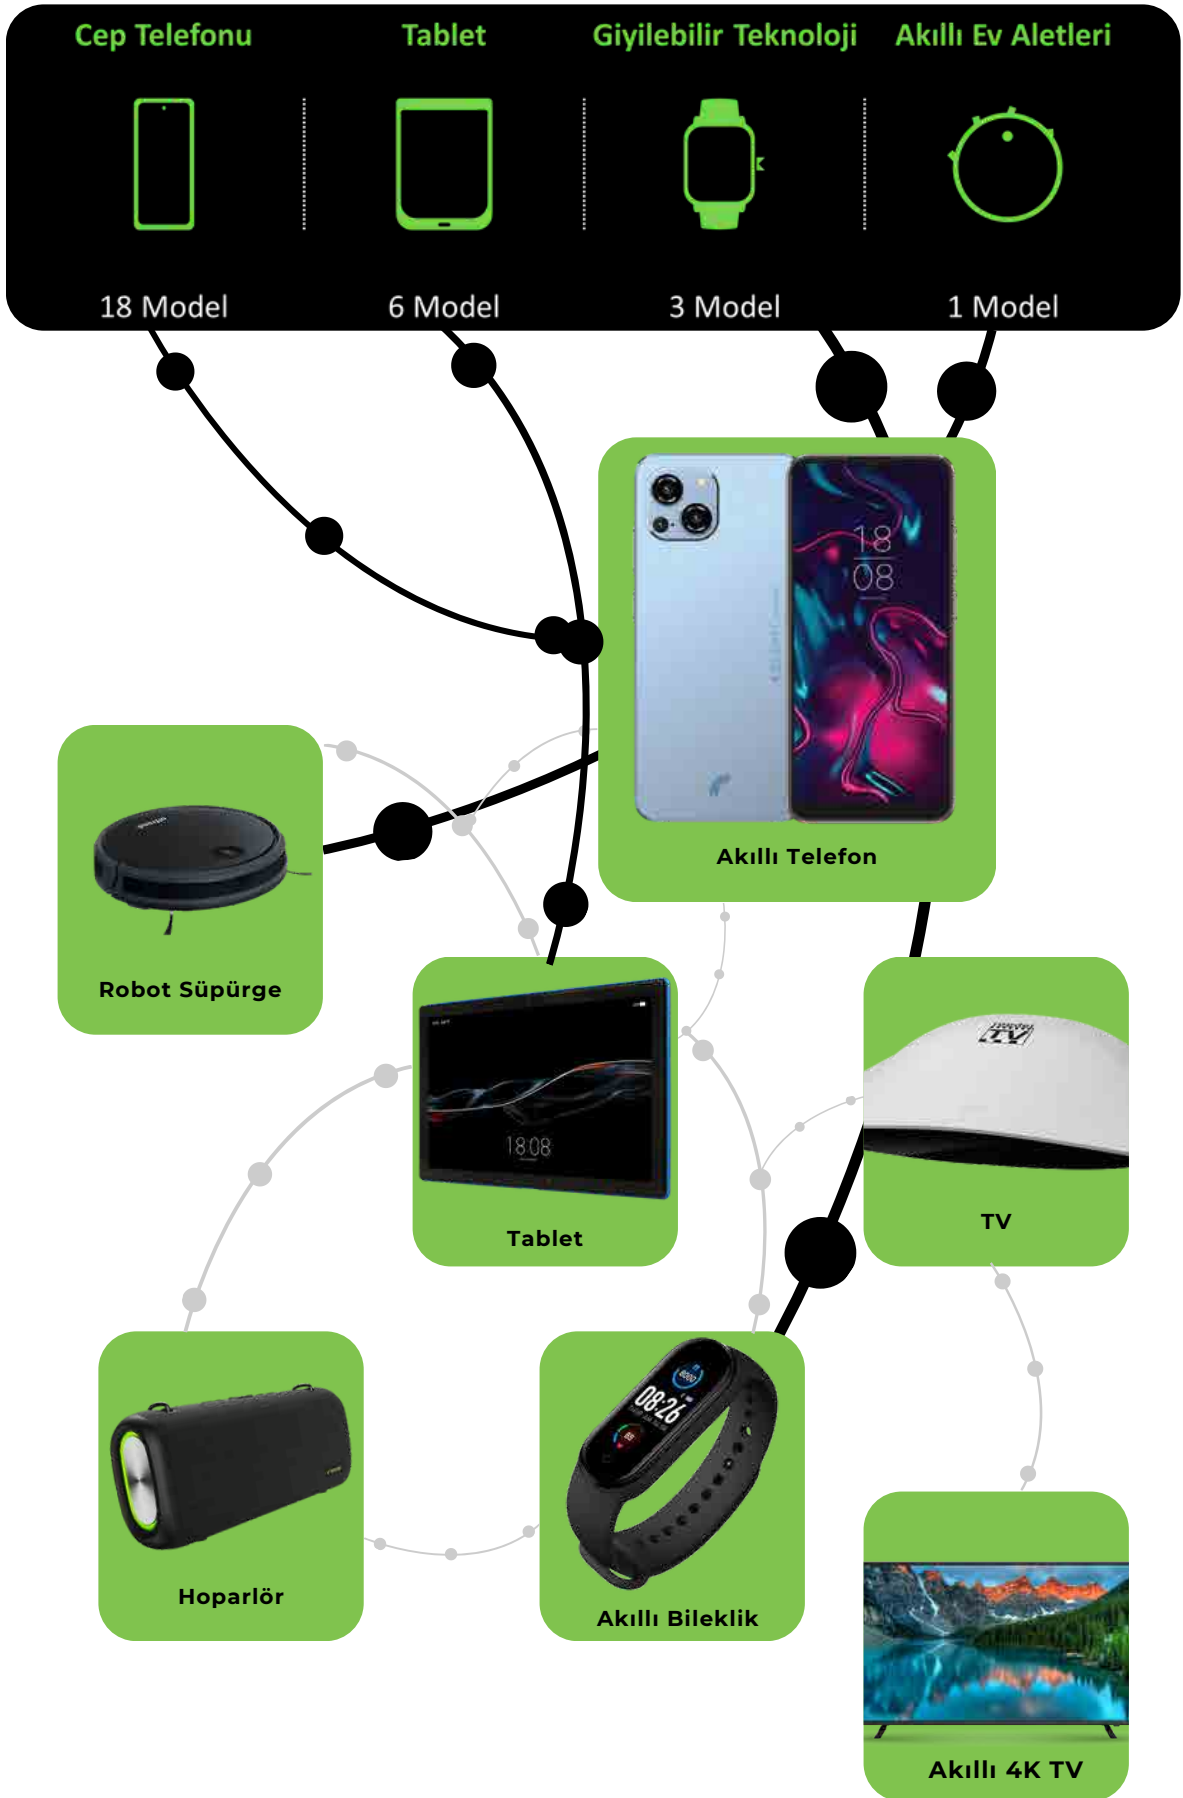 Cep Telefonu
Tablet
Giyilebilir Teknoloji
Akıllı Ev Aletleri
18 Model
6 Model
3 Model
1 Model
18
08
Akıllı Telefon
Robot Süpürge
18:08
Tablet
TV
TV
08:26
Hoparlör
Akıllı Bileklik
Akıllı 4K TV